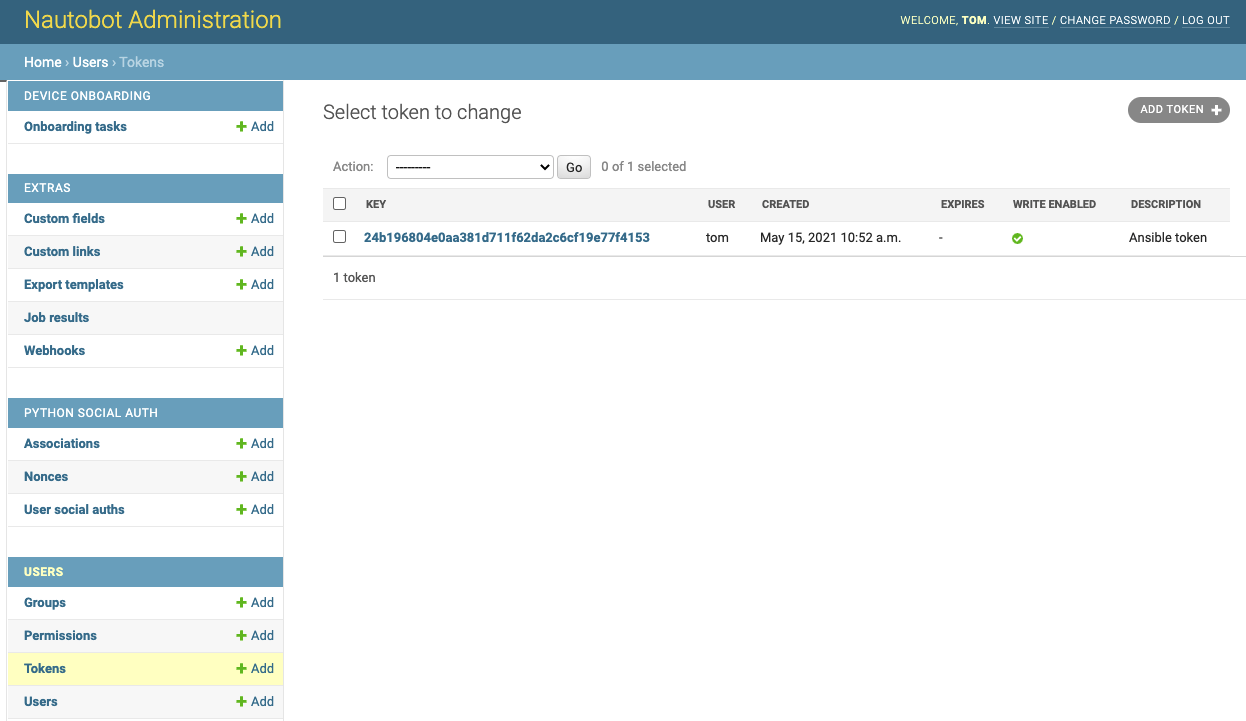 Nautobot Administration
WELCOME, TOM. VIEW SITE / CHANGE PASSWORD / LOG OUT
Home › Users › Tokens
DEVICE ONBOARDING
Onboarding tasks Add
EXTRAS
Custom fields Add
Custom links Add
Export templates Add
Job results
Webhooks Add
PYTHON SOCIAL AUTH
Associations Add
Nonces Add
User social auths Add
USERS
Groups Add
Permissions Add
Tokens Add
Users Add
Select token to change
ADD TOKEN +
Action: --------- Go 0 of 1 selected
KEY USER CREATED EXPIRES WRITE ENABLED DESCRIPTION
24b196804e0aa381d711f62da2c6cf19e77f4153 tom May 15, 2021 10:52 a.m. - Ansible token
1 token